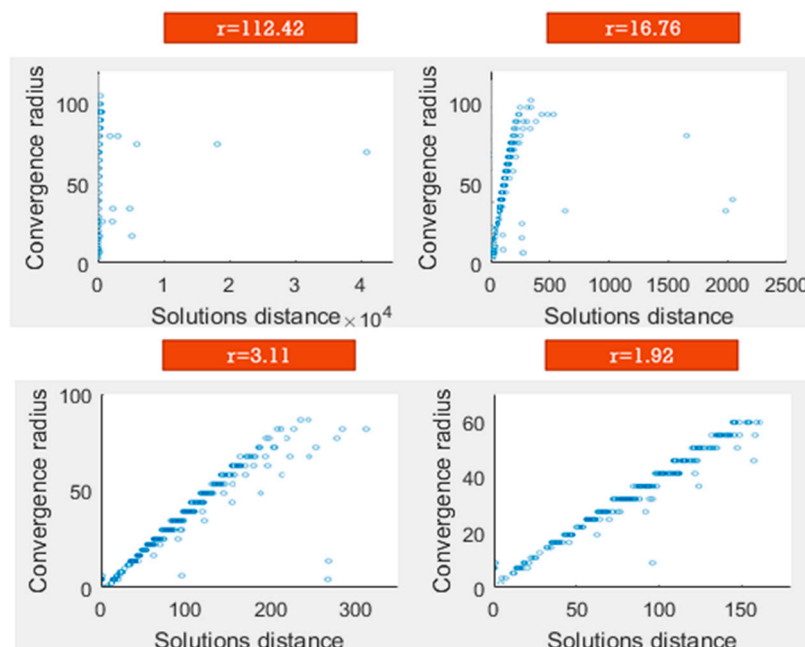 r=112.42
r=16.76
Convergence radius
100
50
0
0
1
2
3
4
Solutions distance ×10^4
Convergence radius
100
50
0
0
500
1000
1500
2000
2500
Solutions distance
r=3.11
r=1.92
Convergence radius
100
50
0
0
100
200
300
Solutions distance
Convergence radius
60
40
20
0
0
50
100
150
Solutions distance